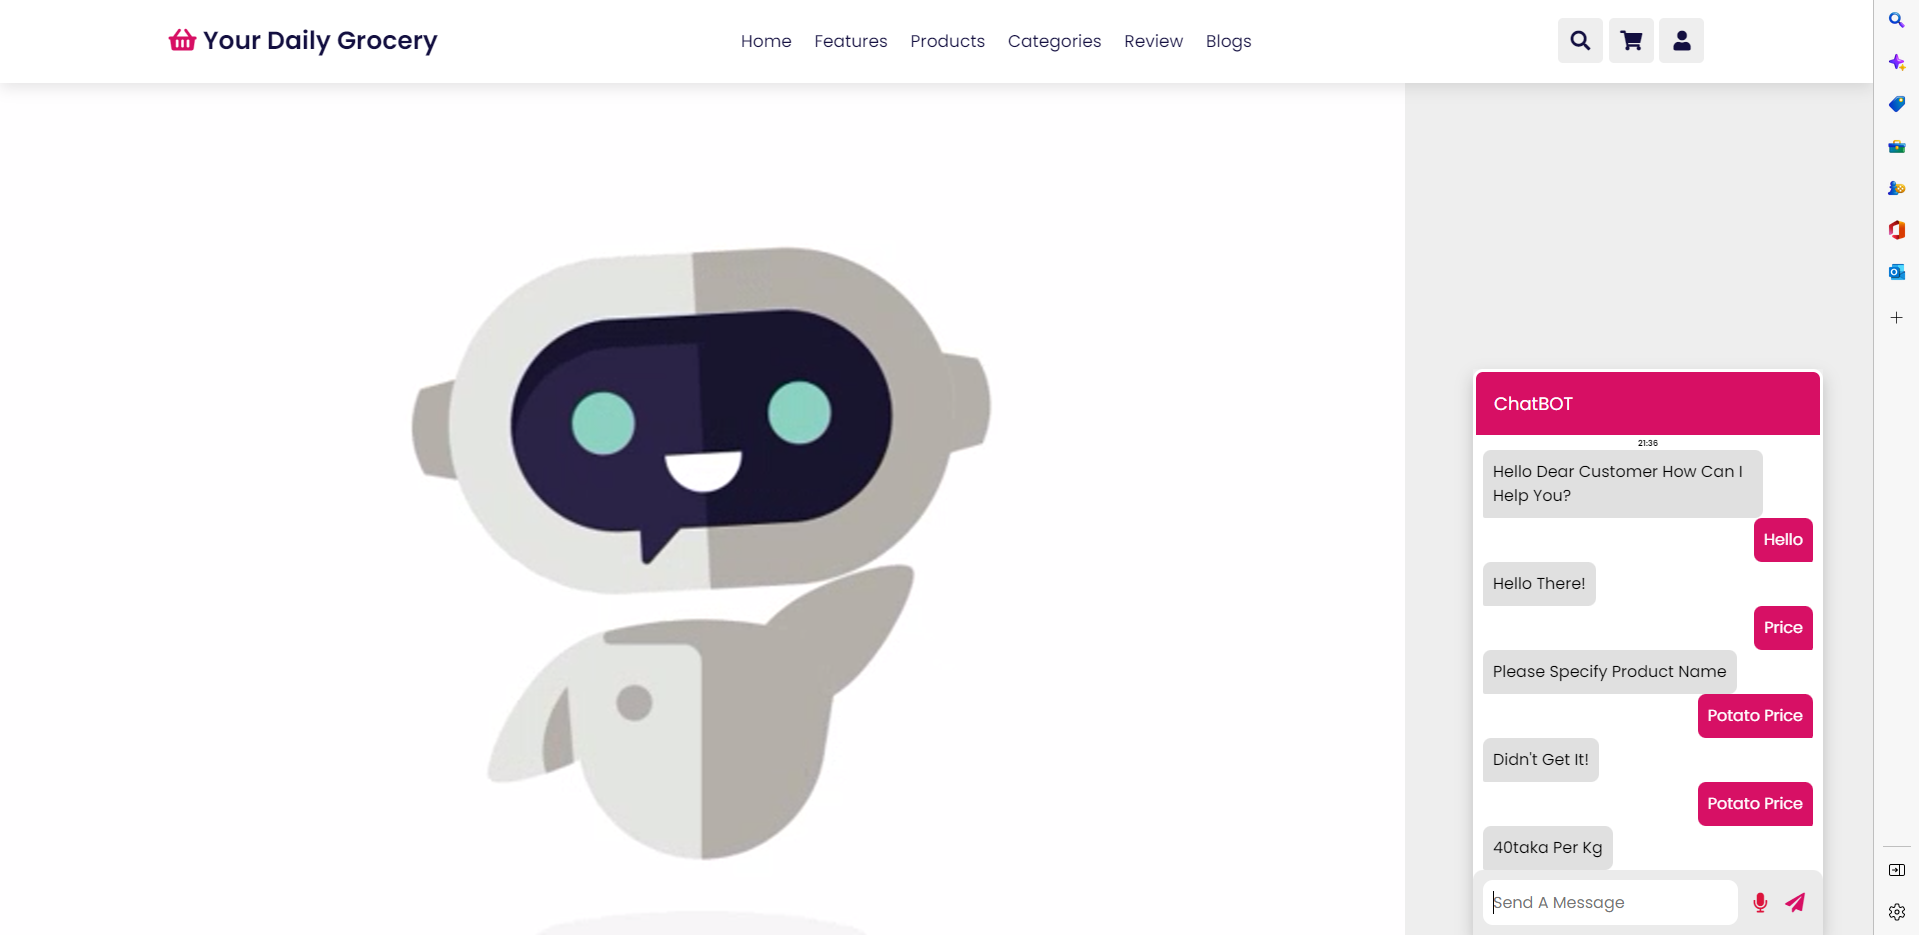 Your Daily Grocery
Home Features Products Categories Review Blogs
ChatBOT
21:36
Hello Dear Customer How Can I
Help You?
Hello
Hello There!
Price
Please Specify Product Name
Potato Price
Didn't Get It!
Potato Price
40taka Per Kg
Send A Message